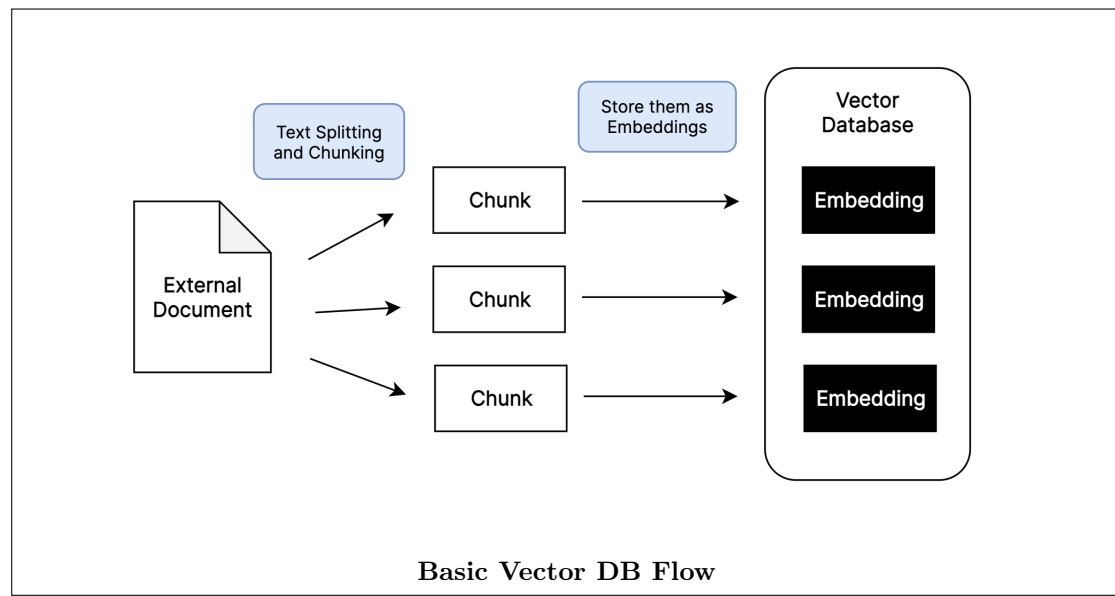 Text Splitting
and Chunking
Store them as
Embeddings
Vector
Database
External
Document
Chunk
Embedding
Chunk
Embedding
Chunk
Embedding
Basic Vector DB Flow